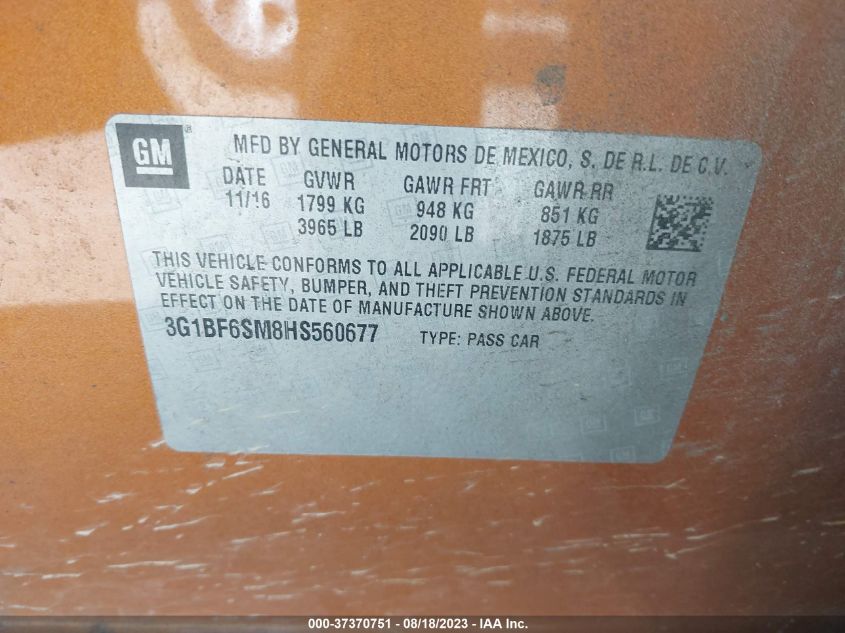 GM
MFD BY GENERAL MOTORS DE MEXICO, S. DE R.L. DE C.V.
DATE GVWR GAWR FRT GAWR RR
11/16 1799 KG 948 KG 851 KG
3965 LB 2090 LB 1875 LB
THIS VEHICLE CONFORMS TO ALL APPLICABLE U.S. FEDERAL MOTOR
VEHICLE SAFETY, BUMPER, AND THEFT PREVENTION STANDARDS IN
EFFECT ON THE DATE OF MANUFACTURE SHOWN ABOVE.
3G1BF6SM8HS560677 TYPE: PASS CAR
000-37370751 - 08/18/2023 - IAA Inc.